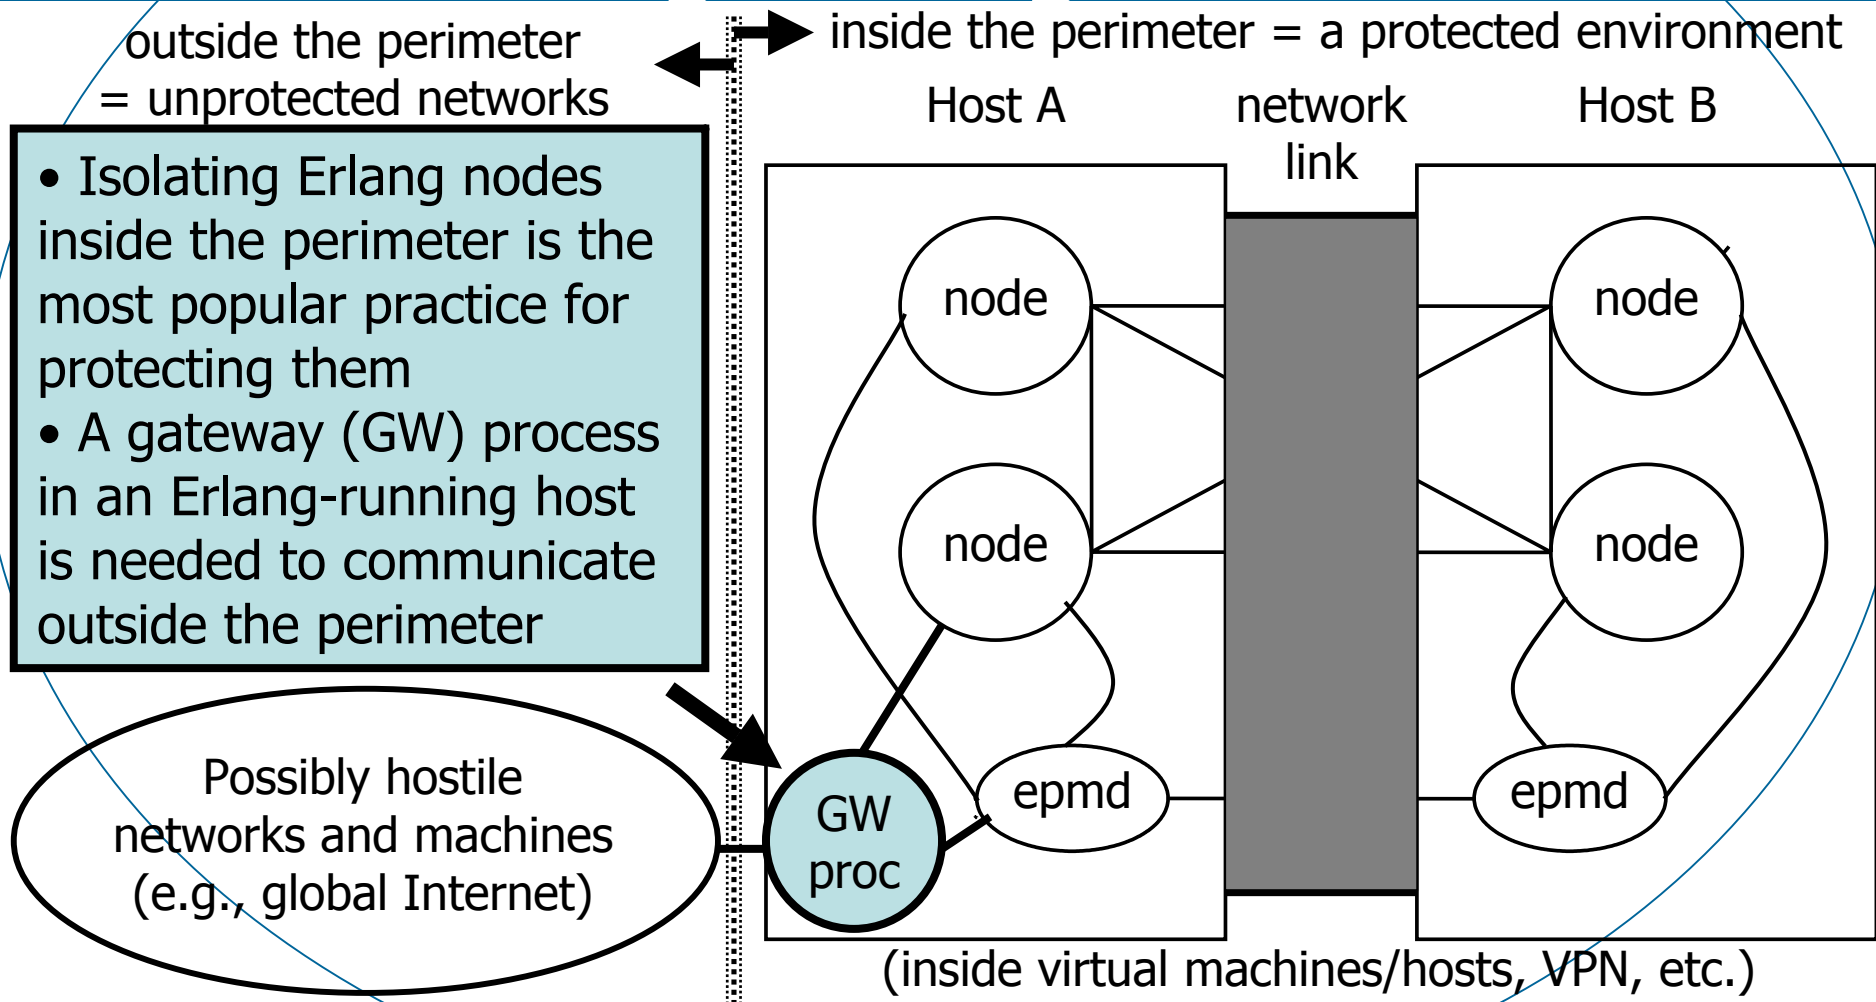 outside the perimeter
= unprotected networks
inside the perimeter = a protected environment
• Isolating Erlang nodes
inside the perimeter is the
most popular practice for
protecting them
• A gateway (GW) process
in an Erlang-running host
is needed to communicate
outside the perimeter
Possibly hostile
networks and machines
(e.g., global Internet)
Host A
network
link
Host B
node
node
node
node
GW
proc
epmd
epmd
(inside virtual machines/hosts, VPN, etc.)